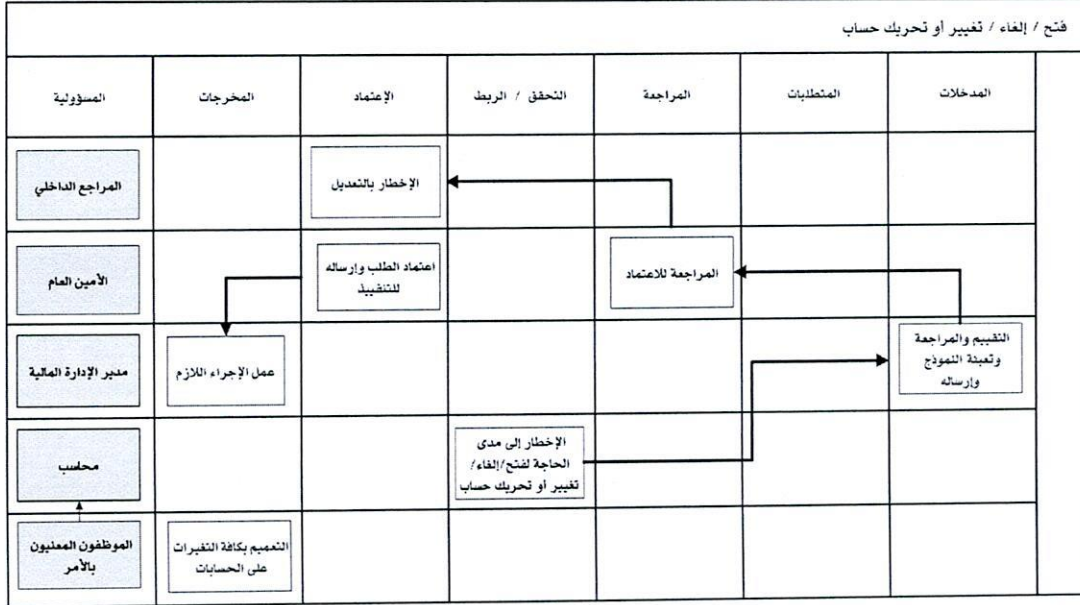 فتح / إلغاء / تغيير أو تحريك حساب
المدخلات
المتطلبات
المراجعة
التحقق / الربط
الإعتماد
المخرجات
المسؤولية
الإخطار بالتعديل
المراجع الداخلي
المراجعة للاعتماد
اعتماد الطلب وإرساله
للتنفييذ
الأمين العام
التقييم والمراجعة
وتعبئة النموذج
وإرساله
عمل الإجراء اللازم
مدير الإدارة المالية
الإخطار إلى مدى
الحاجة لفتح/إلغاء/
تغيير أو تحريك حساب
محاسب
التعميم بكافة التغيرات
على الحسابات
الموظفون المعنيون
بالأمر